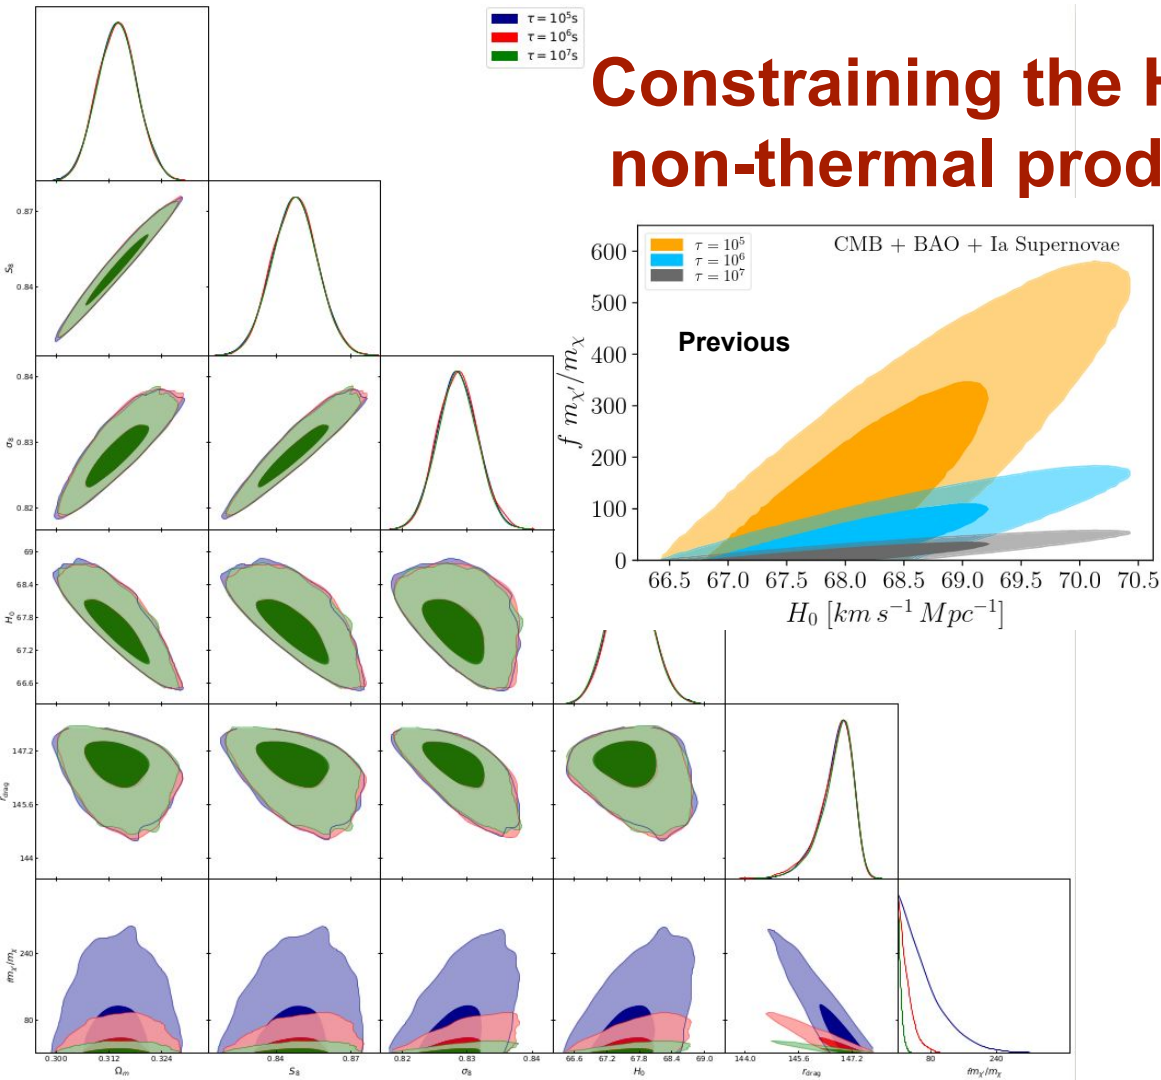 τ = 10⁵s
τ = 10⁶s
τ = 10⁷s
Constraining the H
non-thermal prod
0.87
0.84
S₈
0.84
0.83
0.82
σ₈
69
68.4
67.8
67.2
66.6
H₀
147.2
145.6
144
r_drag
240
80
fm_χ'/m_χ
0.300 0.312 0.324
Ω_m
0.84 0.87
S₈
0.82 0.83 0.84
σ₈
66.6 67.2 67.8 68.4 69.0
H₀
144.0 145.6 147.2
r_drag
80 240
fm_χ'/m_χ
τ = 10⁵
τ = 10⁶
τ = 10⁷
CMB + BAO + Ia Supernovae
Previous
600
500
400
300
200
100
0
f m_χ'/m_χ
66.5 67.0 67.5 68.0 68.5 69.0 69.5 70.0 70.5
H₀ [km s⁻¹ Mpc⁻¹]